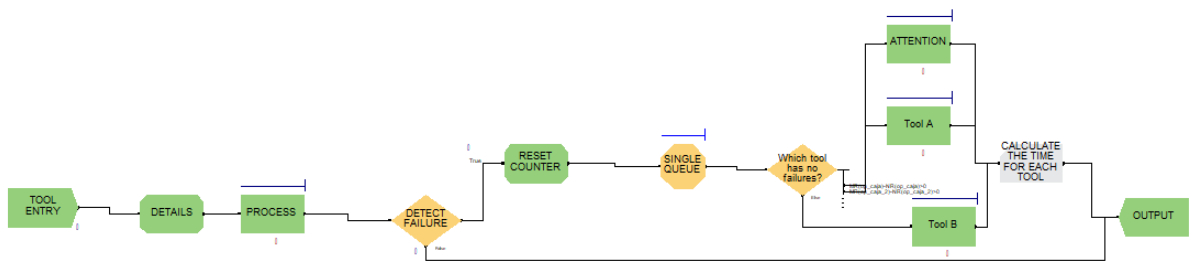 ATTENTION
Tool A
CALCULATE
THE TIME
FOR EACH
TOOL
RESET
COUNTER
SINGLE
QUEUE
Which tool
has no
failures?
True
TOOL
ENTRY
DETAILS
PROCESS
DETECT
FAILURE
False
Else
Tool B
OUTPUT